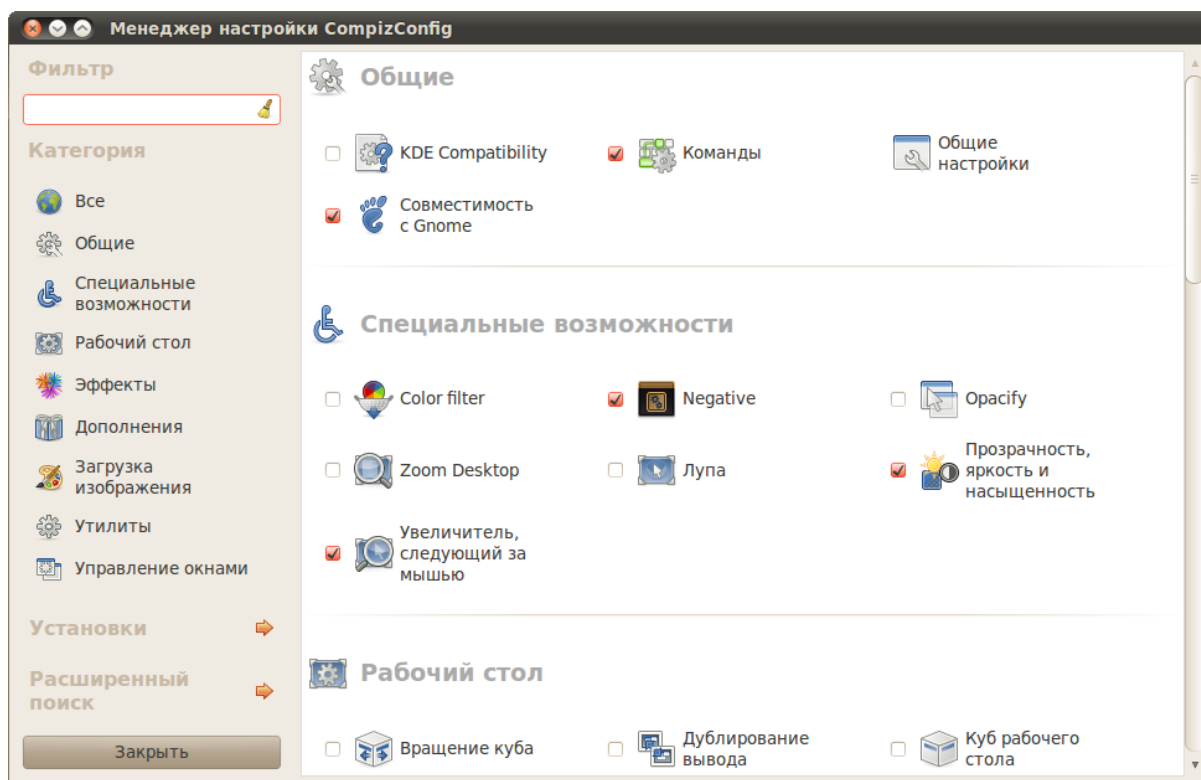 Менеджер настройки CompizConfig
Фильтр
Категория
Все
Общие
Специальные
возможности
Рабочий стол
Эффекты
Дополнения
Загрузка
изображения
Утилиты
Управление окнами
Установки
Расширенный
поиск
Закрыть
Общие
KDE Compatibility
Команды
Общие
настройки
Совместимость
с Gnome
Специальные возможности
Color filter
Negative
Opacify
Zoom Desktop
Лупа
Прозрачность,
яркость и
насыщенность
Увеличитель,
следующий за
мышью
Рабочий стол
Вращение куба
Дублирование
вывода
Куб рабочего
стола